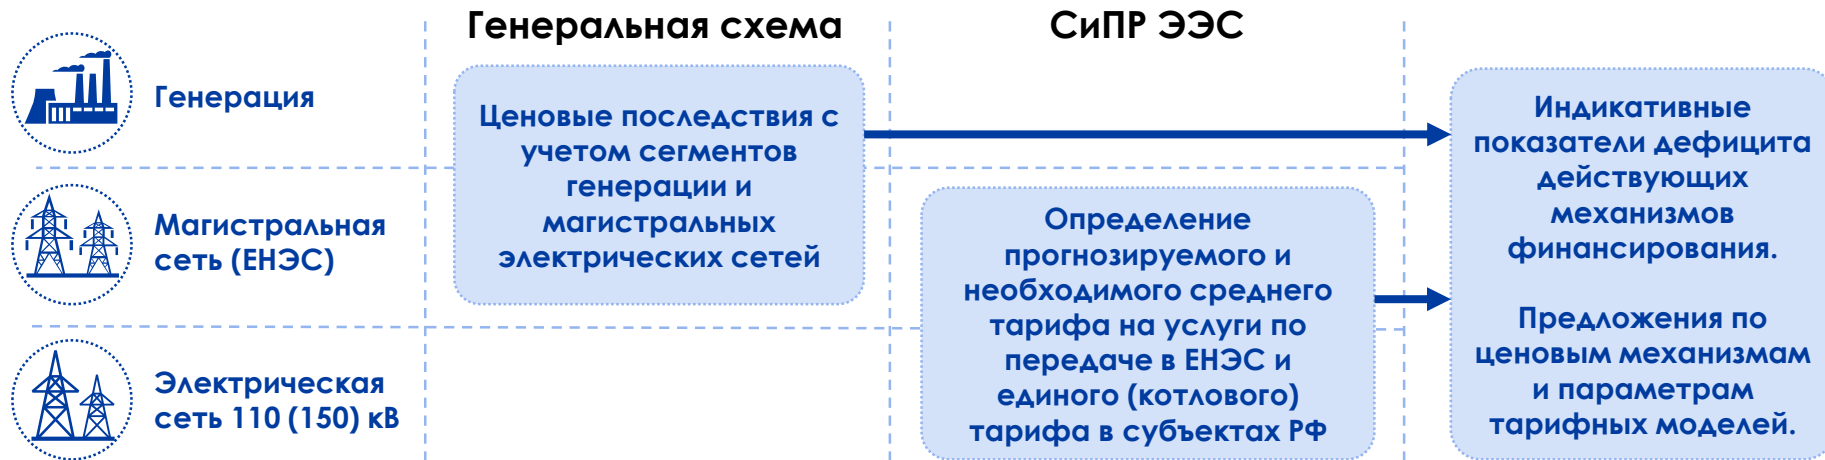 Генеральная схема
СиПР ЭЭС
Генерация
Ценовые последствия с
учетом сегментов
генерации и
магистральных
электрических сетей
Индикативные
показатели дефицита
действующих
механизмов
финансирования.
Предложения по
ценовым механизмам
и параметрам
тарифных моделей.
Магистральная
сеть (ЕНЭС)
Определение
прогнозируемого и
необходимого среднего
тарифа на услуги по
передаче в ЕНЭС и
единого (котлового)
тарифа в субъектах РФ
Электрическая
сеть 110 (150) кВ